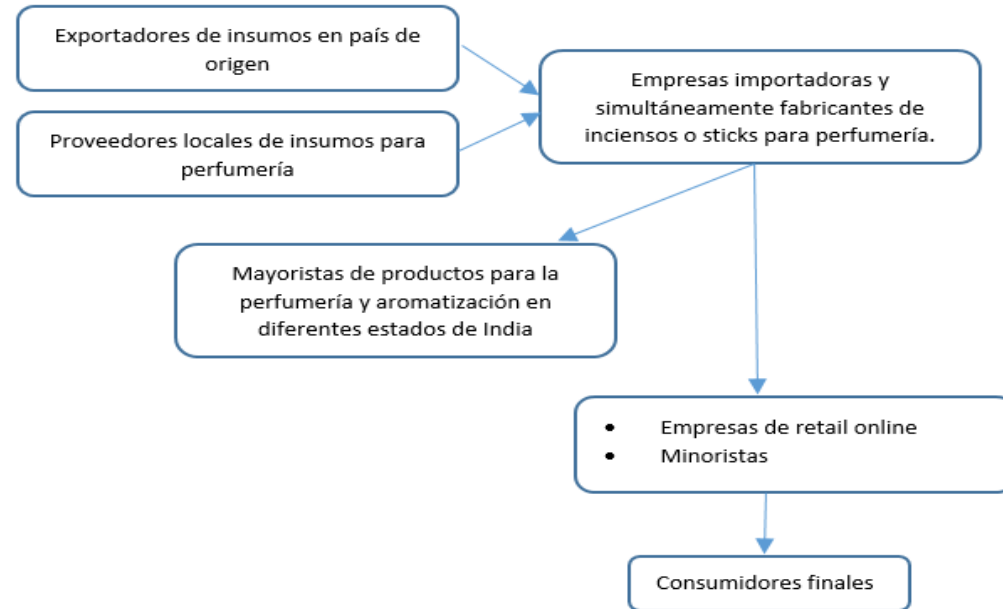 Exportadores de insumos en país de
origen
Proveedores locales de insumos para
perfumería
Empresas importadoras y
simultáneamente fabricantes de
inciensos o sticks para perfumería.
Mayoristas de productos para la
perfumería y aromatización en
diferentes estados de India
• Empresas de retail online
• Minoristas
Consumidores finales